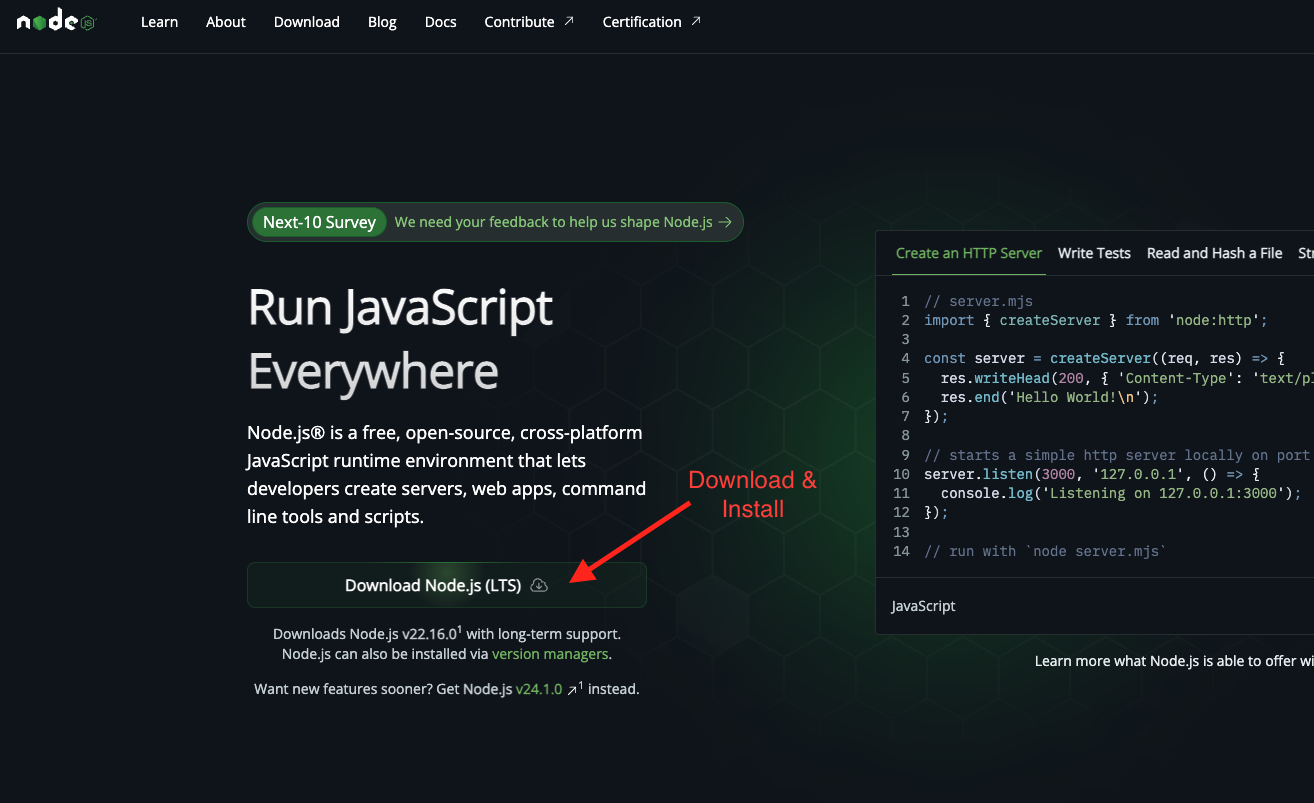 node JS
Learn
About
Download
Blog
Docs
Contribute ↗
Certification ↗
Next-10 Survey We need your feedback to help us shape Node.js →
Run JavaScript
Everywhere
Node.js® is a free, open-source, cross-platform
JavaScript runtime environment that lets
developers create servers, web apps, command
line tools and scripts.
Download &
Install
Download Node.js (LTS)
Downloads Node.js v22.16.0¹ with long-term support.
Node.js can also be installed via version managers.
Want new features sooner? Get Node.js v24.1.0 ↗¹ instead.
Create an HTTP Server
Write Tests
Read and Hash a File
Str
1 // server.mjs
2 import { createServer } from 'node:http';
3
4 const server = createServer((req, res) => {
5   res.writeHead(200, { 'Content-Type': 'text/pl
6   res.end('Hello World!\n');
7 });
8
9 // starts a simple http server locally on port
10 server.listen(3000, '127.0.0.1', () => {
11   console.log('Listening on 127.0.0.1:3000');
12 });
13
14 // run with `node server.mjs`
JavaScript
Learn more what Node.js is able to offer wi